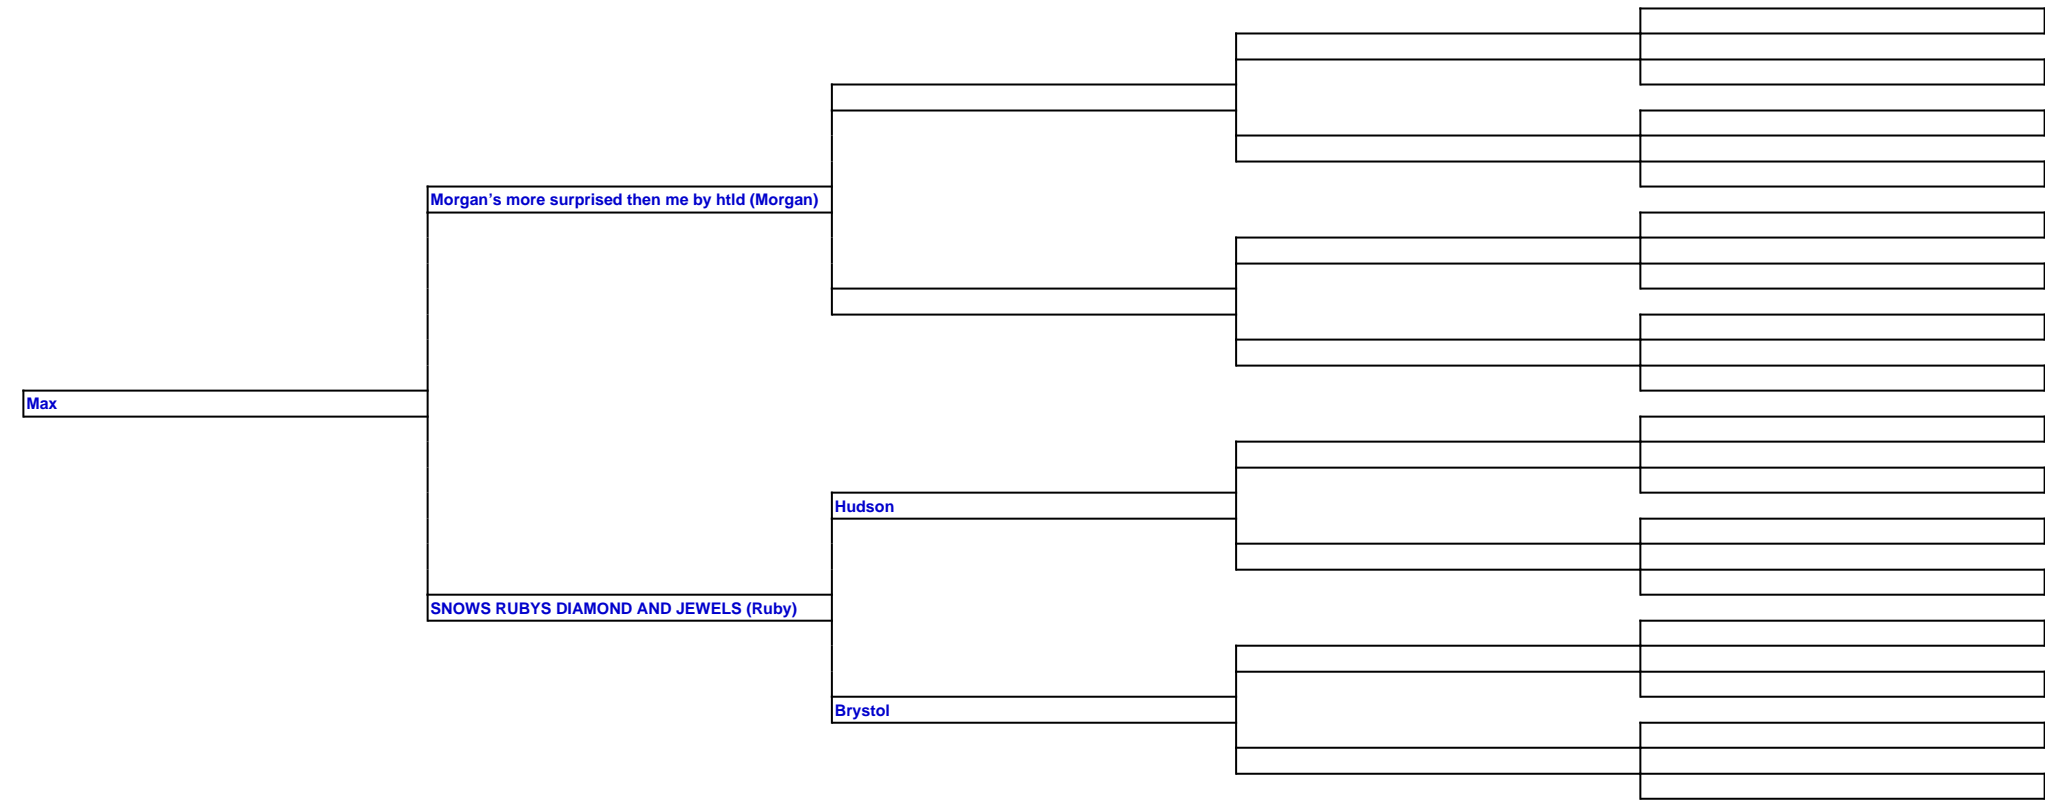 Morgan’s more surprised then me by htld (Morgan)
Max
Hudson
SNOWS RUBYS DIAMOND AND JEWELS (Ruby)
Brystol